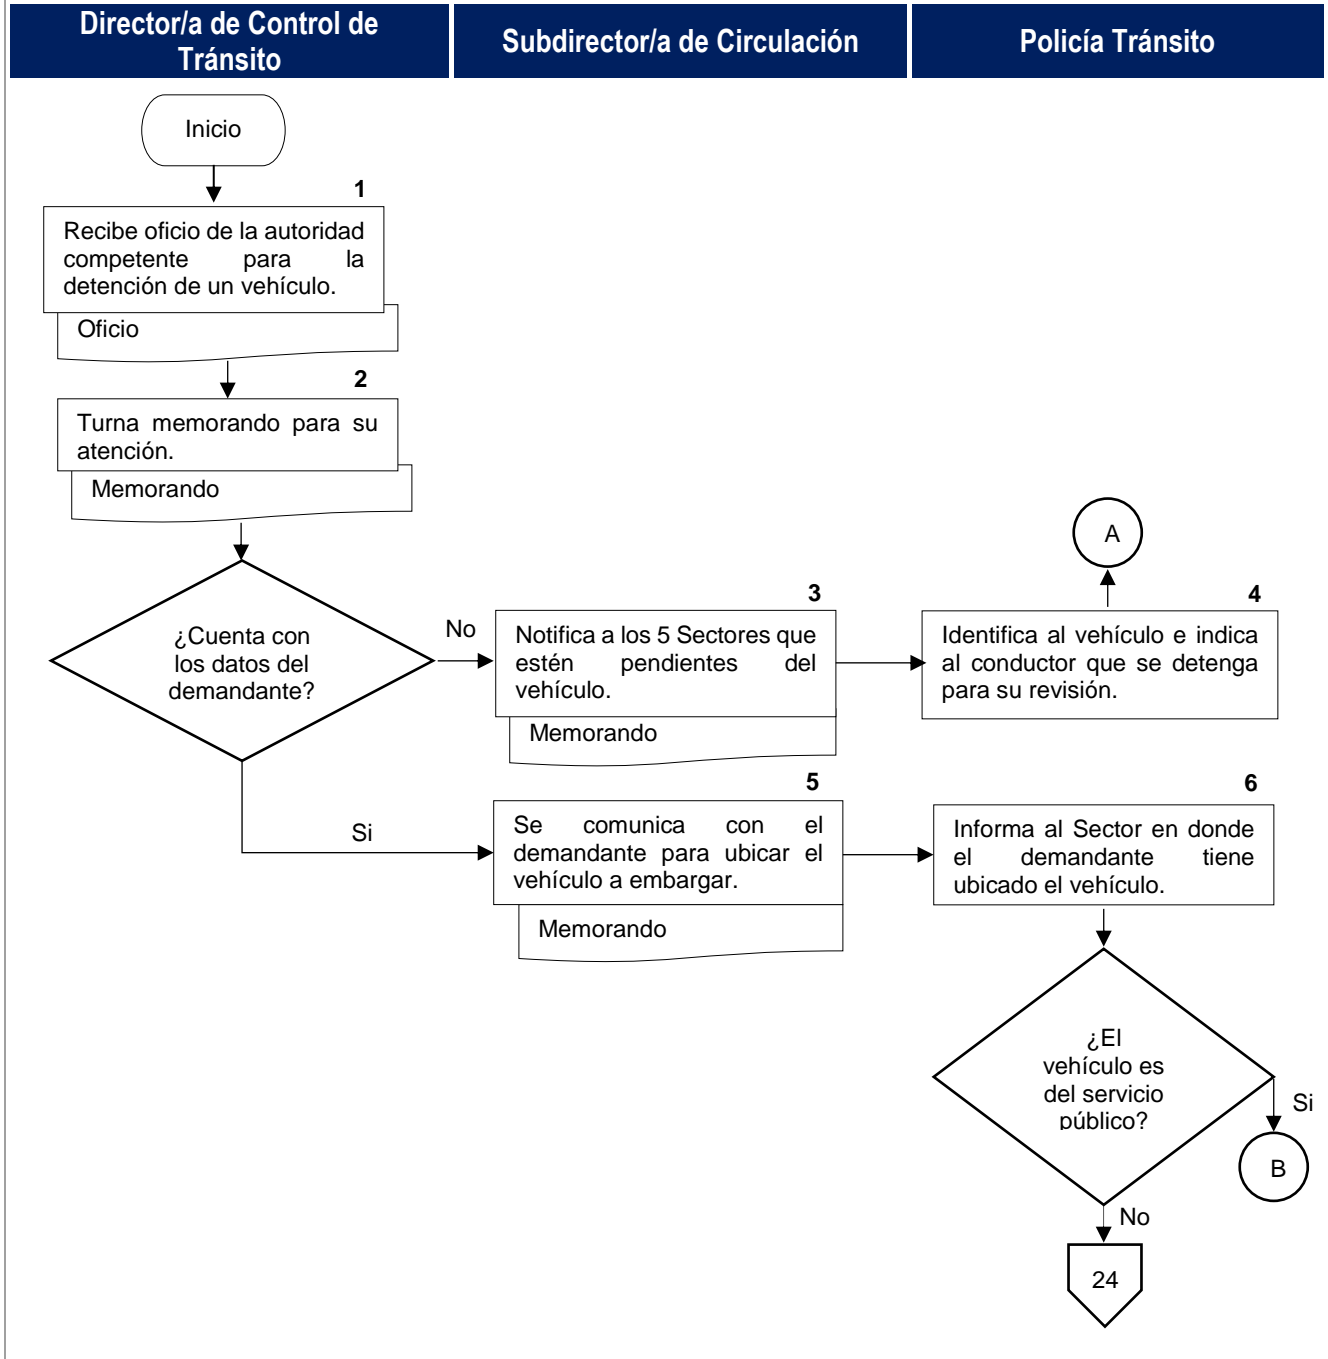 Director/a de Control de
Tránsito
Subdirector/a de Circulación
Policía Tránsito
Inicio
1
Recibe oficio de la autoridad
competente para la
detención de un vehículo.
Oficio
2
Turna memorando para su
atención.
Memorando
¿Cuenta con
los datos del
demandante?
No
3
Notifica a los 5 Sectores que
estén pendientes del
vehículo.
Memorando
A
4
Identifica al vehículo e indica
al conductor que se detenga
para su revisión.
Si
5
Se comunica con el
demandante para ubicar el
vehículo a embargar.
Memorando
6
Informa al Sector en donde
el demandante tiene
ubicado el vehículo.
¿El
vehículo es
del servicio
público?
Si
B
No
24